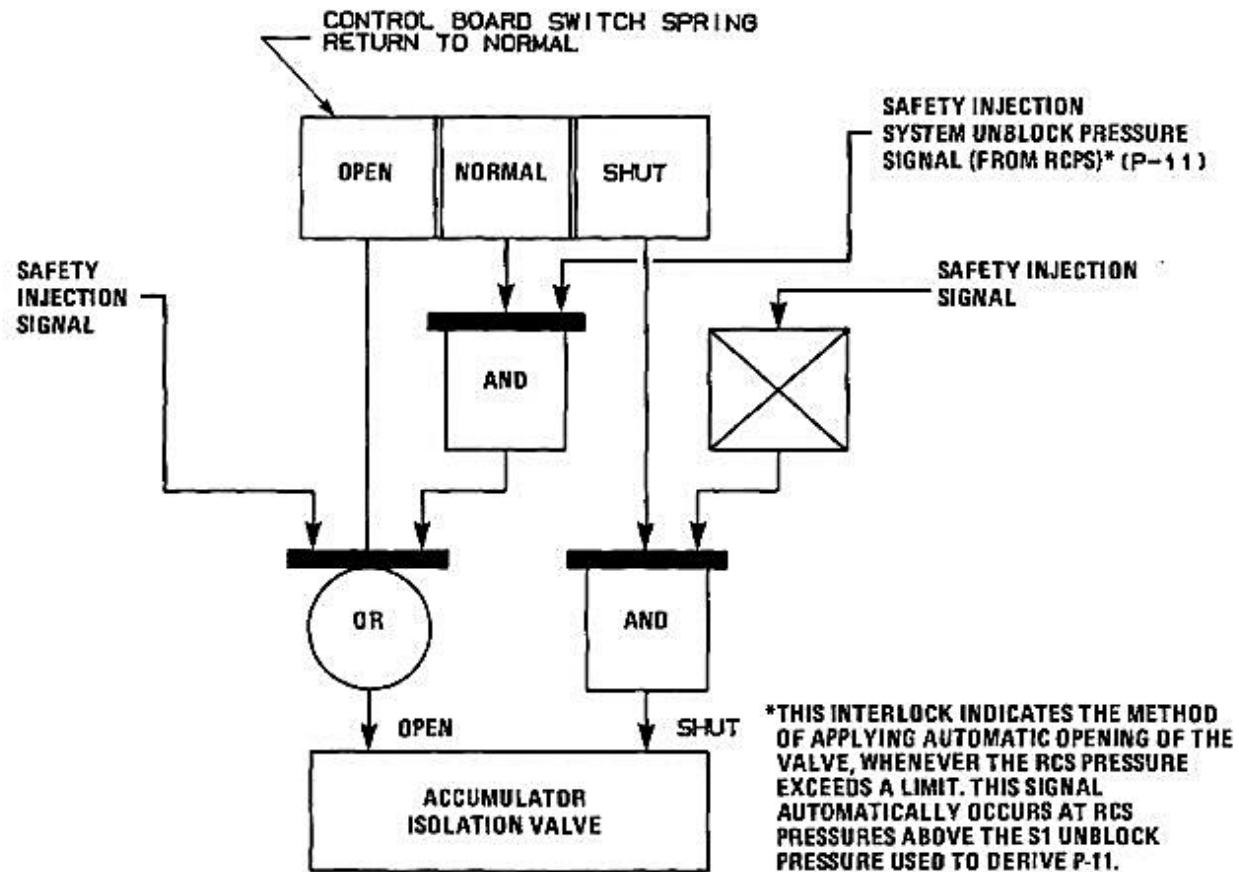 CONTROL BOARD SWITCH SPRING
RETURN TO NORMAL
SAFETY INJECTION
SYSTEM UNBLOCK PRESSURE
SIGNAL (FROM RCPS)* (P-11)
OPEN
NORMAL
SHUT
SAFETY
INJECTION
SIGNAL
SAFETY INJECTION
SIGNAL
AND
OR
AND
OPEN
SHUT
ACCUMULATOR
ISOLATION VALVE
*THIS INTERLOCK INDICATES THE METHOD
OF APPLYING AUTOMATIC OPENING OF THE
VALVE, WHENEVER THE RCS PRESSURE
EXCEEDS A LIMIT. THIS SIGNAL
AUTOMATICALLY OCCURS AT RCS
PRESSURES ABOVE THE S1 UNBLOCK
PRESSURE USED TO DERIVE P-11.